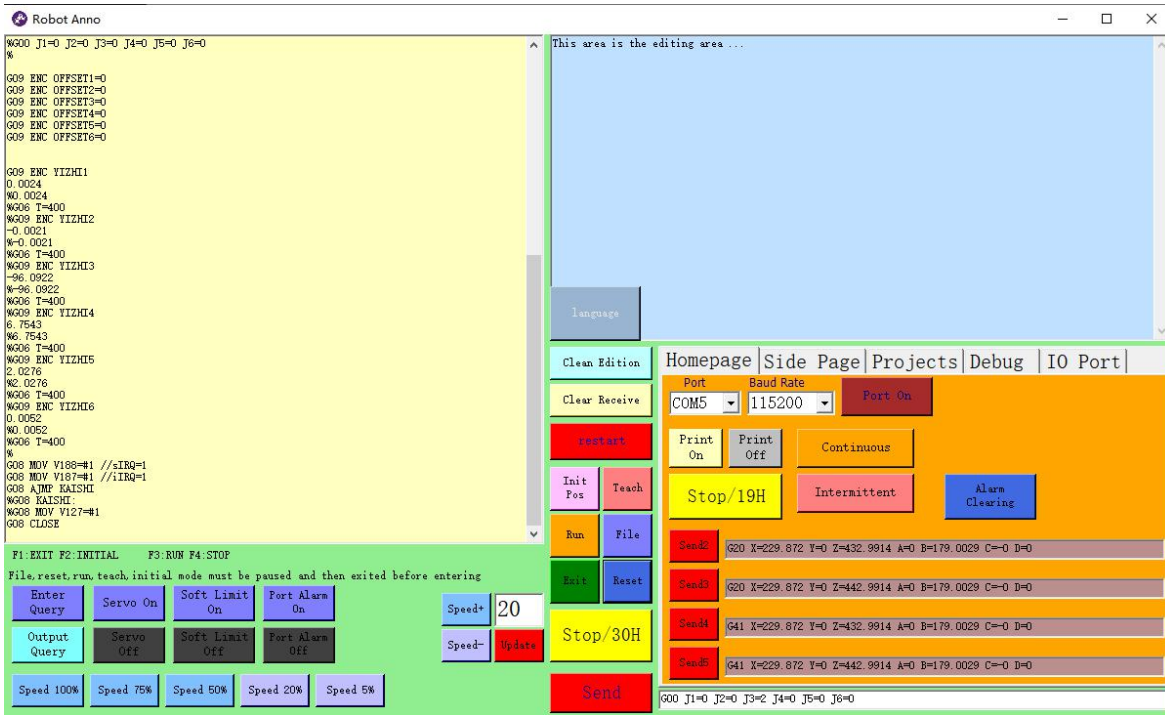 Robot Anno
%G00 J1=0 J2=0 J3=0 J4=0 J5=0 J6=0
%
G09 ENC OFFSET1=0
G09 ENC OFFSET2=0
G09 ENC OFFSET3=0
G09 ENC OFFSET4=0
G09 ENC OFFSET5=0
G09 ENC OFFSET6=0
G09 ENC YIZHI1
0.0024
%0.0024
%G06 T=400
%G09 ENC YIZHI2
-0.0021
%-0.0021
%G06 T=400
%G09 ENC YIZHI3
-96.0922
%-96.0922
%G06 T=400
%G09 ENC YIZHI4
6.7543
%6.7543
%G06 T=400
%G09 ENC YIZHI5
2.0276
%2.0276
%G06 T=400
%G09 ENC YIZHI6
0.0052
%0.0052
%G06 T=400
%
G08 MOV V188=#1 //sIRQ=1
G08 MOV V187=#1 //iIRQ=1
G08 AJMP KAISHI
%G08 KAISHI:
%G08 MOV V127=#1
G08 CLOSE
F1:EXIT F2:INITIAL F3:RUN F4:STOP
File,reset,run,teach,initial mode must be paused and then exited before entering
Enter Query
Servo On
Soft Limit On
Port Alarm On
Output Query
Servo Off
Soft Limit Off
Port Alarm Off
Speed+
20
Speed-
Update
Speed 100%
Speed 75%
Speed 50%
Speed 20%
Speed 5%
This area is the editing area ...
language
Clean Edition
Clear Receive
restart
Init Pos
Teach
Run
File
Exit
Reset
Stop/30H
Send
Homepage
Side Page
Projects
Debug
IO Port
Port
Baud Rate
COM5
115200
Port On
Print On
Print Off
Continuous
Stop/19H
Intermittent
Alarm Clearing
Send2
G20 X=229.872 Y=0 Z=432.9914 A=0 B=179.0029 C=-0 D=0
Send3
G20 X=229.872 Y=0 Z=442.9914 A=0 B=179.0029 C=-0 D=0
Send4
G41 X=229.872 Y=0 Z=432.9914 A=0 B=179.0029 C=-0 D=0
Send5
G41 X=229.872 Y=0 Z=442.9914 A=0 B=179.0029 C=-0 D=0
G00 J1=0 J2=0 J3=2 J4=0 J5=0 J6=0